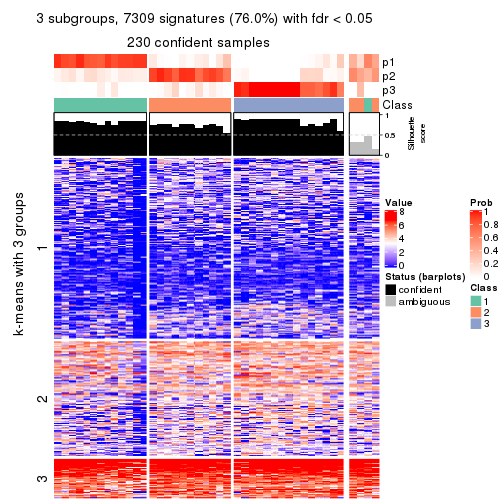 3 subgroups, 7309 signatures (76.0%) with fdr < 0.05
230 confident samples
p1
p2
p3
Class
1
0.5
0
Silhouette
score
k-means with 3 groups
1
2
3
Value
8
6
4
2
0
Status (barplots)
confident
ambiguous
Prob
1
0.8
0.6
0.4
0.2
0
Class
1
2
3